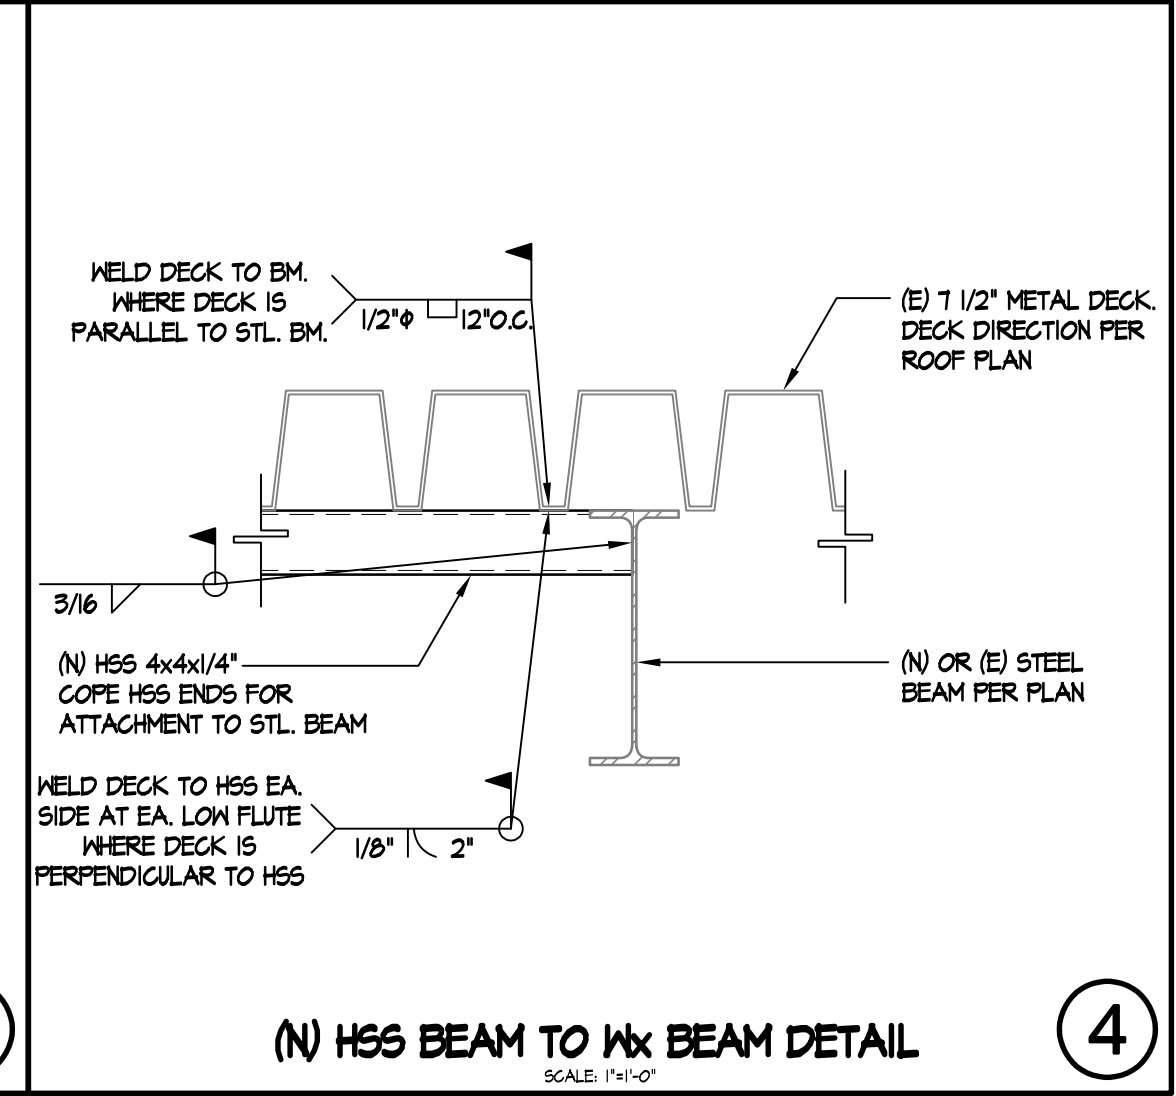 WELD DECK TO BM.
WHERE DECK IS
PARALLEL TO STL. BM.
1/2"Φ 12"O.C.
(E) 7 1/2" METAL DECK.
DECK DIRECTION PER
ROOF PLAN
3/16
(N) HSS 4x4x1/4"
COPE HSS ENDS FOR
ATTACHMENT TO STL. BEAM
(N) OR (E) STEEL
BEAM PER PLAN
WELD DECK TO HSS EA.
SIDE AT EA. LOW FLUTE
WHERE DECK IS
PERPENDICULAR TO HSS
1/8" 2"
(N) HSS BEAM TO Wx BEAM DETAIL
SCALE: 1"=1'-0"
4